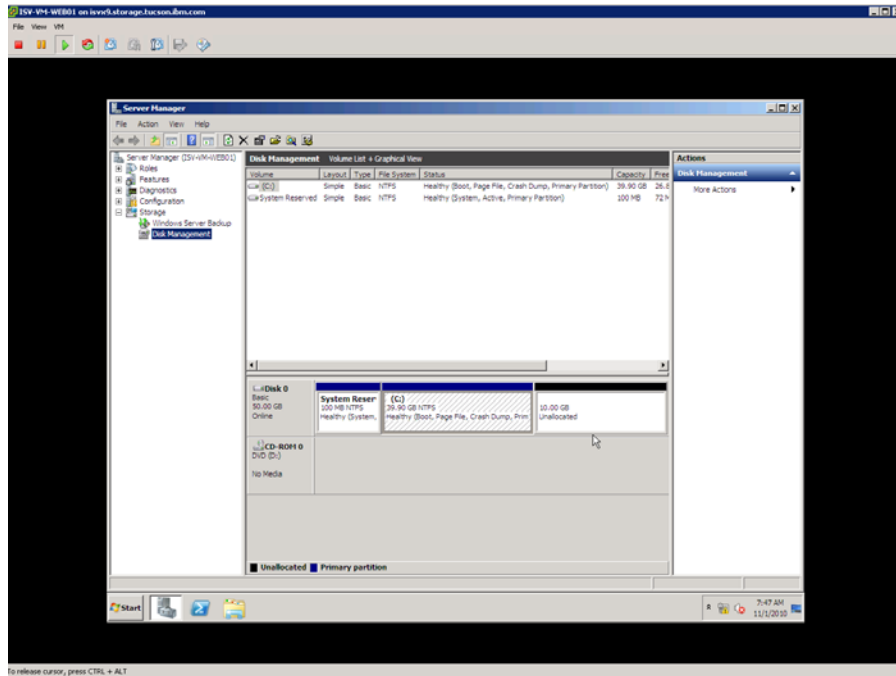 ISV-VM-WEB01 on isvx9.storage.tucson.ibm.com
File View VM
Server Manager
File Action View Help
Server Manager (ISV-VM-WEB01)
Roles
Features
Diagnostics
Configuration
Storage
Windows Server Backup
Disk Management
Disk Management Volume List + Graphical View
Volume Layout Type File System Status Capacity Free
(C:) Simple Basic NTFS Healthy (Boot, Page File, Crash Dump, Primary Partition) 39.90 GB 26.8
System Reserved Simple Basic NTFS Healthy (System, Active, Primary Partition) 100 MB 72 M
Actions
Disk Management
More Actions
Disk 0
Basic
50.00 GB
Online
System Reser
100 MB NTFS
Healthy (System,
(C:)
39.90 GB NTFS
Healthy (Boot, Page File, Crash Dump, Prim
10.00 GB
Unallocated
CD-ROM 0
DVD (D:)
No Media
Unallocated Primary partition
Start
7:47 AM
11/1/2010
To release cursor, press CTRL + ALT